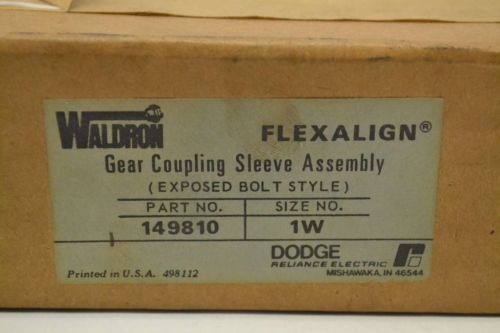 WALDRON FLEXALIGN®
Gear Coupling Sleeve Assembly
(EXPOSED BOLT STYLE)
PART NO. SIZE NO.
149810 1W
DODGE
RELIANCE ELECTRIC
Printed in U.S.A. 498112 MISHAWAKA, IN 46544